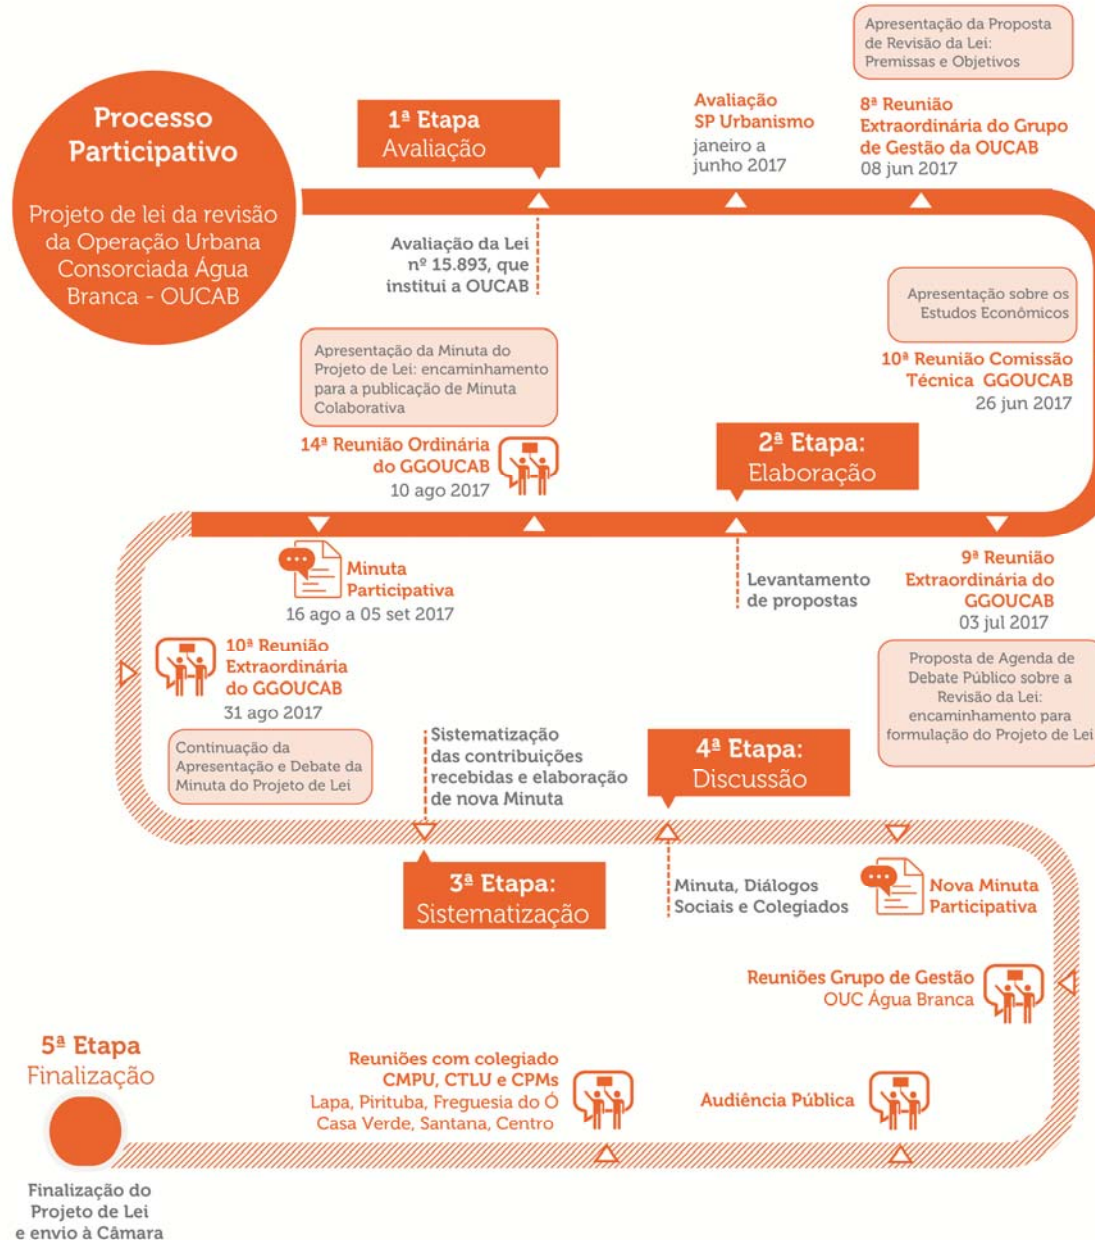 Processo
Participativo
Projeto de lei da revisão
da Operação Urbana
Consorciada Água
Branca - OUCAB
1ª Etapa
Avaliação
Avaliação da Lei
nº 15.893, que
institui a OUCAB
Avaliação
SP Urbanismo
janeiro a
junho 2017
Apresentação da Proposta
de Revisão da Lei:
Premissas e Objetivos
8ª Reunião
Extraordinária do Grupo
de Gestão da OUCAB
08 jun 2017
Apresentação sobre os
Estudos Econômicos
10ª Reunião Comissão
Técnica GGOUCAB
26 jun 2017
9ª Reunião
Extraordinária do
GGOUCAB
03 jul 2017
Proposta de Agenda de
Debate Público sobre a
Revisão da Lei:
encaminhamento para
formulação do Projeto de Lei
2ª Etapa:
Elaboração
Levantamento
de propostas
Apresentação da Minuta do
Projeto de Lei: encaminhamento
para a publicação de Minuta
Colaborativa
14ª Reunião Ordinária
do GGOUCAB
10 ago 2017
Minuta
Participativa
16 ago a 05 set 2017
10ª Reunião
Extraordinária
do GGOUCAB
31 ago 2017
Continuação da
Apresentação e Debate da
Minuta do Projeto de Lei
Sistematização
das contribuições
recebidas e elaboração
de nova Minuta
3ª Etapa:
Sistematização
4ª Etapa:
Discussão
Minuta, Diálogos
Sociais e Colegiados
Nova Minuta
Participativa
Reuniões Grupo de Gestão
OUC Água Branca
Audiência Pública
Reuniões com colegiado
CMPU, CTLU e CPMs
Lapa, Pirituba, Freguesia do Ó
Casa Verde, Santana, Centro
5ª Etapa
Finalização
Finalização do
Projeto de Lei
e envio à Câmara